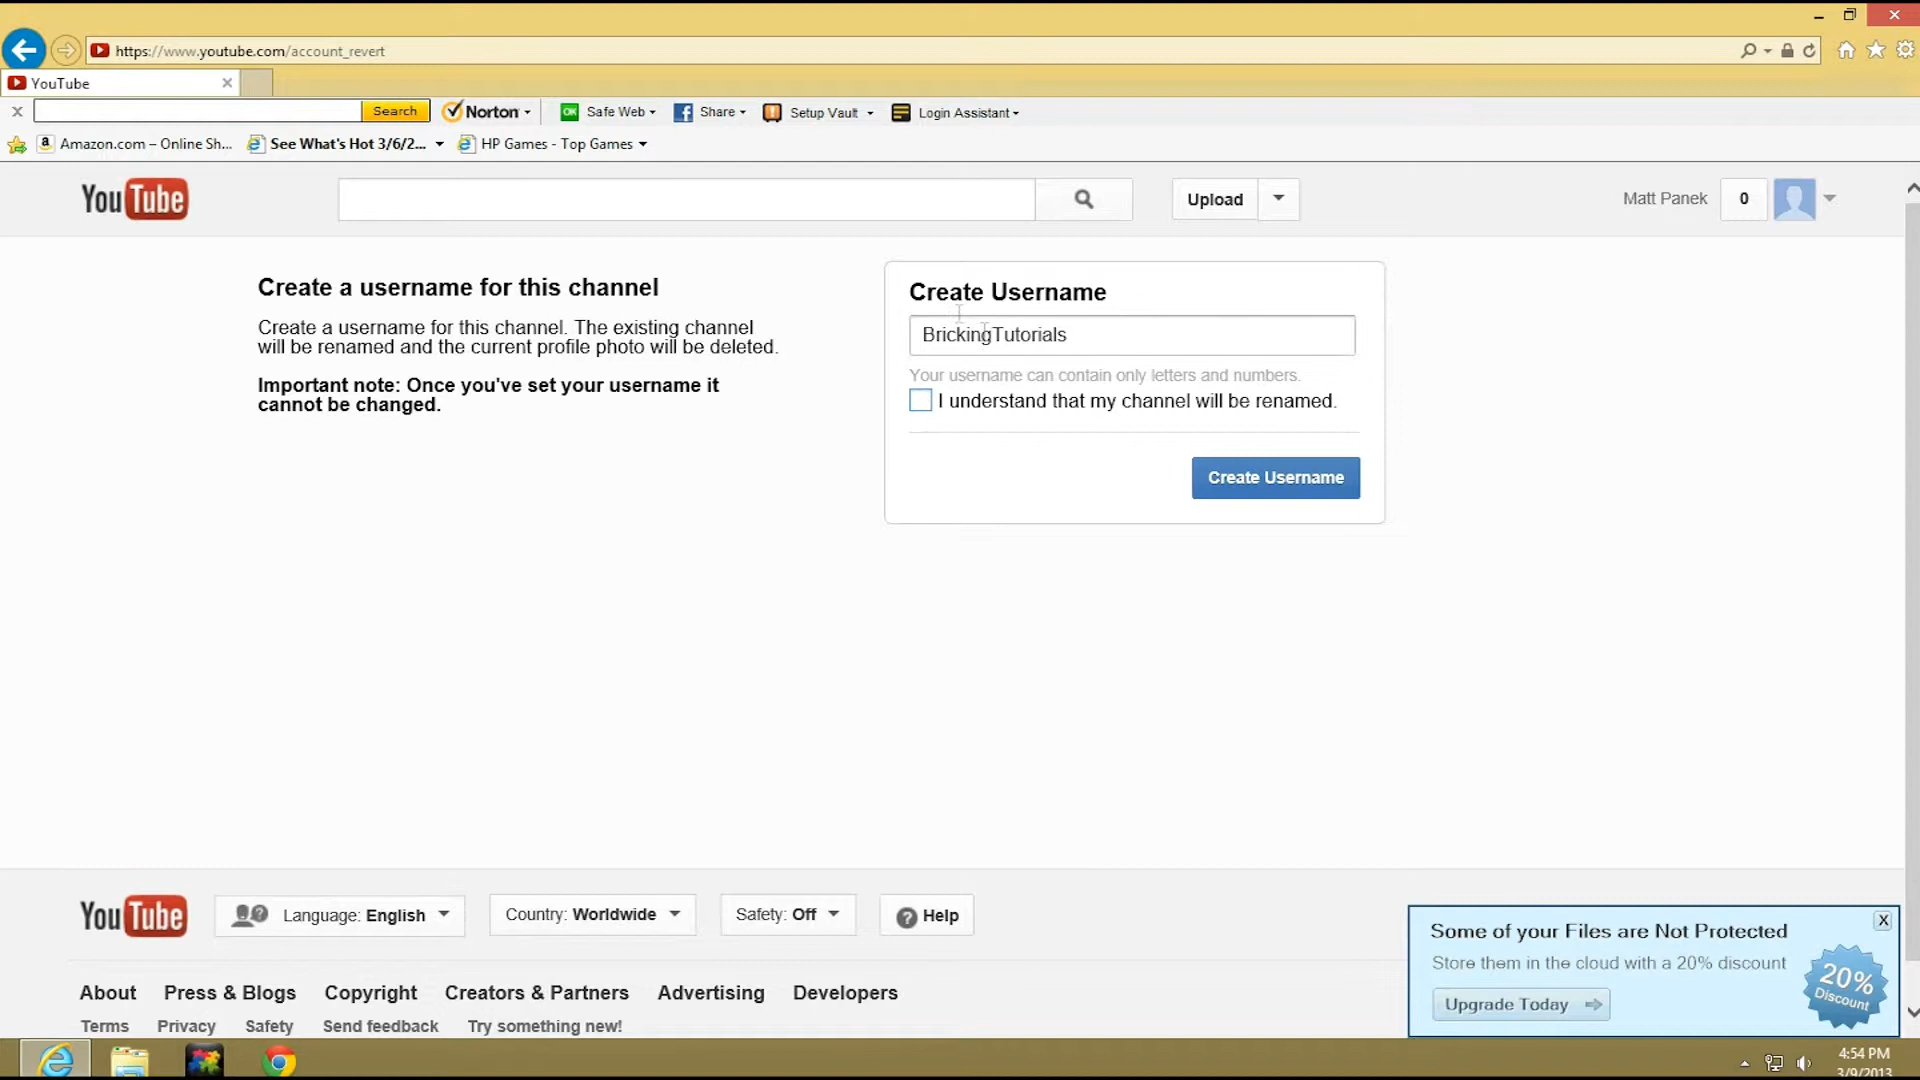 https://www.youtube.com/account_revert
YouTube
Search
Norton
Safe Web
Share
Setup Vault
Login Assistant
Amazon.com – Online Sh...
See What's Hot 3/6/2...
HP Games - Top Games
YouTube
Upload
Matt Panek
0
Create a username for this channel
Create a username for this channel. The existing channel
will be renamed and the current profile photo will be deleted.
Important note: Once you've set your username it
cannot be changed.
Create Username
BrickingTutorials
Your username can contain only letters and numbers.
I understand that my channel will be renamed.
Create Username
YouTube
Language: English
Country: Worldwide
Safety: Off
Help
About
Press & Blogs
Copyright
Creators & Partners
Advertising
Developers
Terms
Privacy
Safety
Send feedback
Try something new!
Some of your Files are Not Protected
Store them in the cloud with a 20% discount
Upgrade Today
20%
Discount
X
4:54 PM
3/9/2013